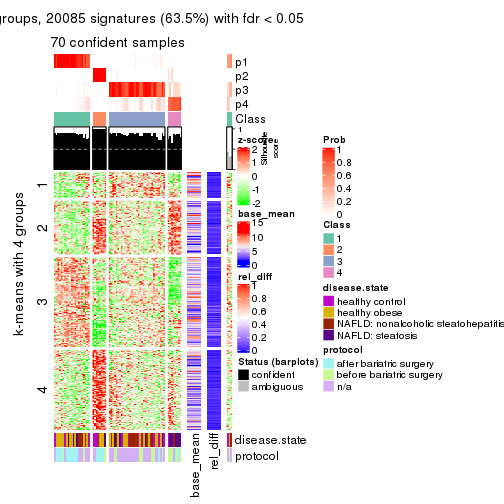 groups, 20085 signatures (63.5%) with fdr < 0.05
70 confident samples
p1
p2
p3
p4
Class
1
Silhouette
score
k-means with 4 groups
1
2
3
4
base_mean
rel_diff
disease.state
protocol
z-score
2
1
0
-1
-2
base_mean
15
10
5
0
rel_diff
1
0.8
0.6
0.4
0.2
0
Status (barplots)
confident
ambiguous
Prob
1
0.8
0.6
0.4
0.2
0
Class
1
2
3
4
disease.state
healthy control
healthy obese
NAFLD: nonalcoholic steatohepatitis
NAFLD: steatosis
protocol
after bariatric surgery
before bariatric surgery
n/a